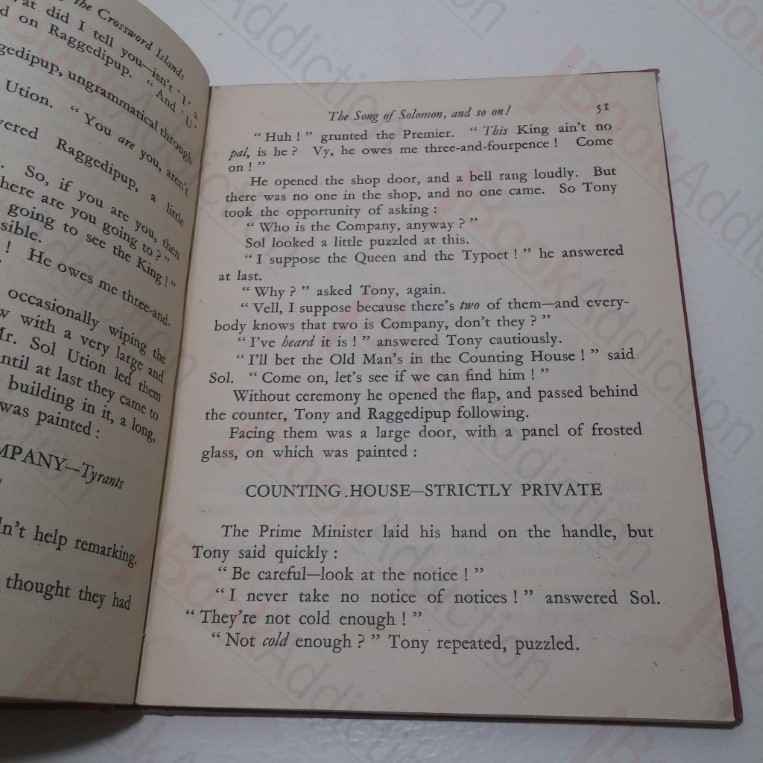 the Crossword Islands
at did I tell you—isn't 'I' a
d on Raggedipup. "And 'U'
gedipup, ungrammatical through
Ution. "You are you, aren't
vered Raggedipup, a little
. So, if you are you, then
here are you going to?"
going to see the King!"
sible.
! He owes me three-and-
occasionally wiping the
w with a very large and
Mr. Sol Ution led them
until at last they came to
building in it, a long,
was painted :
MPANY—Tyrants
n't help remarking.
thought they had
The Song of Solomon, and so on! 51
"Huh!" grunted the Premier. "This King ain't no
pal, is he? Vy, he owes me three-and-fourpence! Come
on!"
He opened the shop door, and a bell rang loudly. But
there was no one in the shop, and no one came. So Tony
took the opportunity of asking :
"Who is the Company, anyway?"
Sol looked a little puzzled at this.
"I suppose the Queen and the Typoet!" he answered
at last.
"Why?" asked Tony, again.
"Vell, I suppose because there's two of them—and every-
body knows that two is Company, don't they?"
"I've heard it is!" answered Tony cautiously.
"I'll bet the Old Man's in the Counting House!" said
Sol. "Come on, let's see if we can find him!"
Without ceremony he opened the flap, and passed behind
the counter, Tony and Raggedipup following.
Facing them was a large door, with a panel of frosted
glass, on which was painted :
COUNTING.HOUSE—STRICTLY PRIVATE
The Prime Minister laid his hand on the handle, but
Tony said quickly :
"Be careful—look at the notice!"
"I never take no notice of notices!" answered Sol.
"They're not cold enough!"
"Not cold enough?" Tony repeated, puzzled.
iBookAddiction